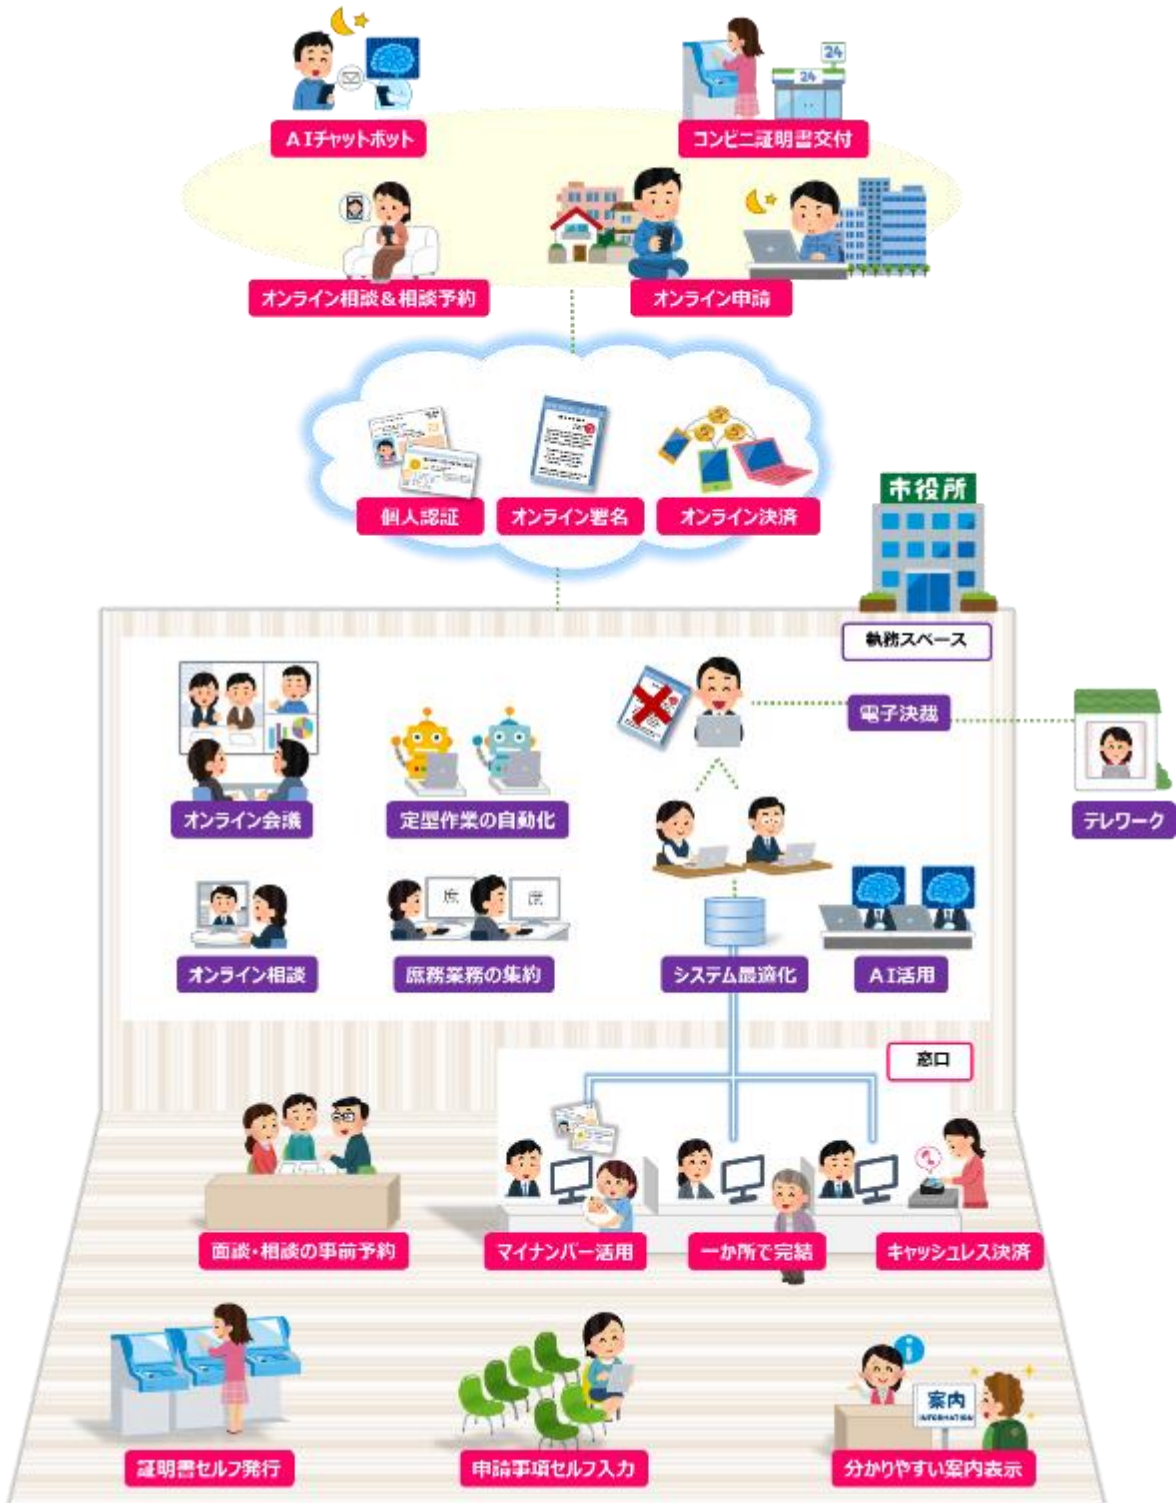 24
24
AIチャットボット
コンビニ証明書交付
オンライン相談&相談予約
オンライン申請
個人認証
オンライン署名
オンライン決済
市役所
執務スペース
電子決裁
オンライン会議
定型作業の自動化
テレワーク
庶
庶
オンライン相談
庶務業務の集約
システム最適化
AI活用
窓口
面談・相談の事前予約
マイナンバー活用
一か所で完結
キャッシュレス決済
i
案内
INFORMATION
証明書セルフ発行
申請事項セルフ入力
分かりやすい案内表示